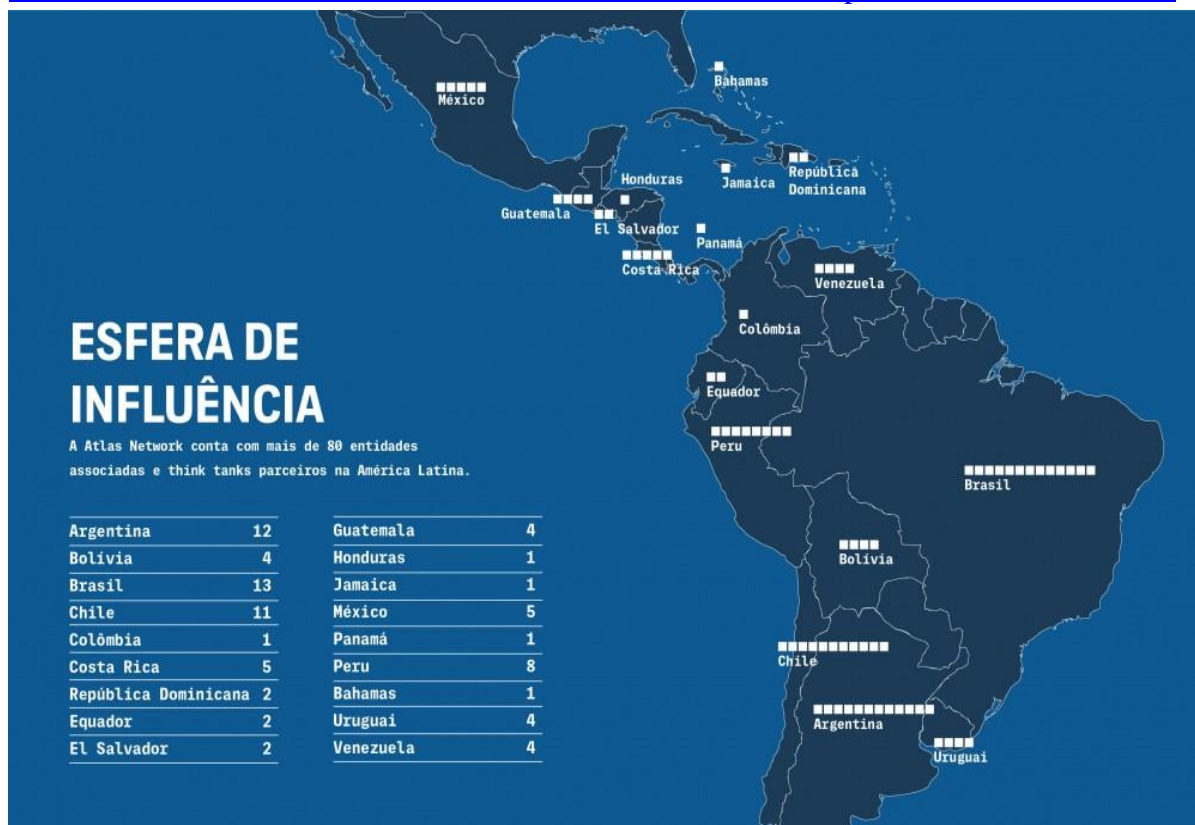 México
Bahamas
República
Dominicana
Jamaica
Honduras
Guatemala
El Salvador
Panamá
Costa Rica
Venezuela
Colômbia
Equador
Peru
Brasil
Bolívia
Chile
Argentina
Uruguai
ESFERA DE
INFLUÊNCIA
A Atlas Network conta com mais de 80 entidades
associadas e think tanks parceiros na América Latina.
Argentina 12
Bolívia 4
Brasil 13
Chile 11
Colômbia 1
Costa Rica 5
República Dominicana 2
Equador 2
El Salvador 2
Guatemala 4
Honduras 1
Jamaica 1
México 5
Panamá 1
Peru 8
Bahamas 1
Uruguai 4
Venezuela 4